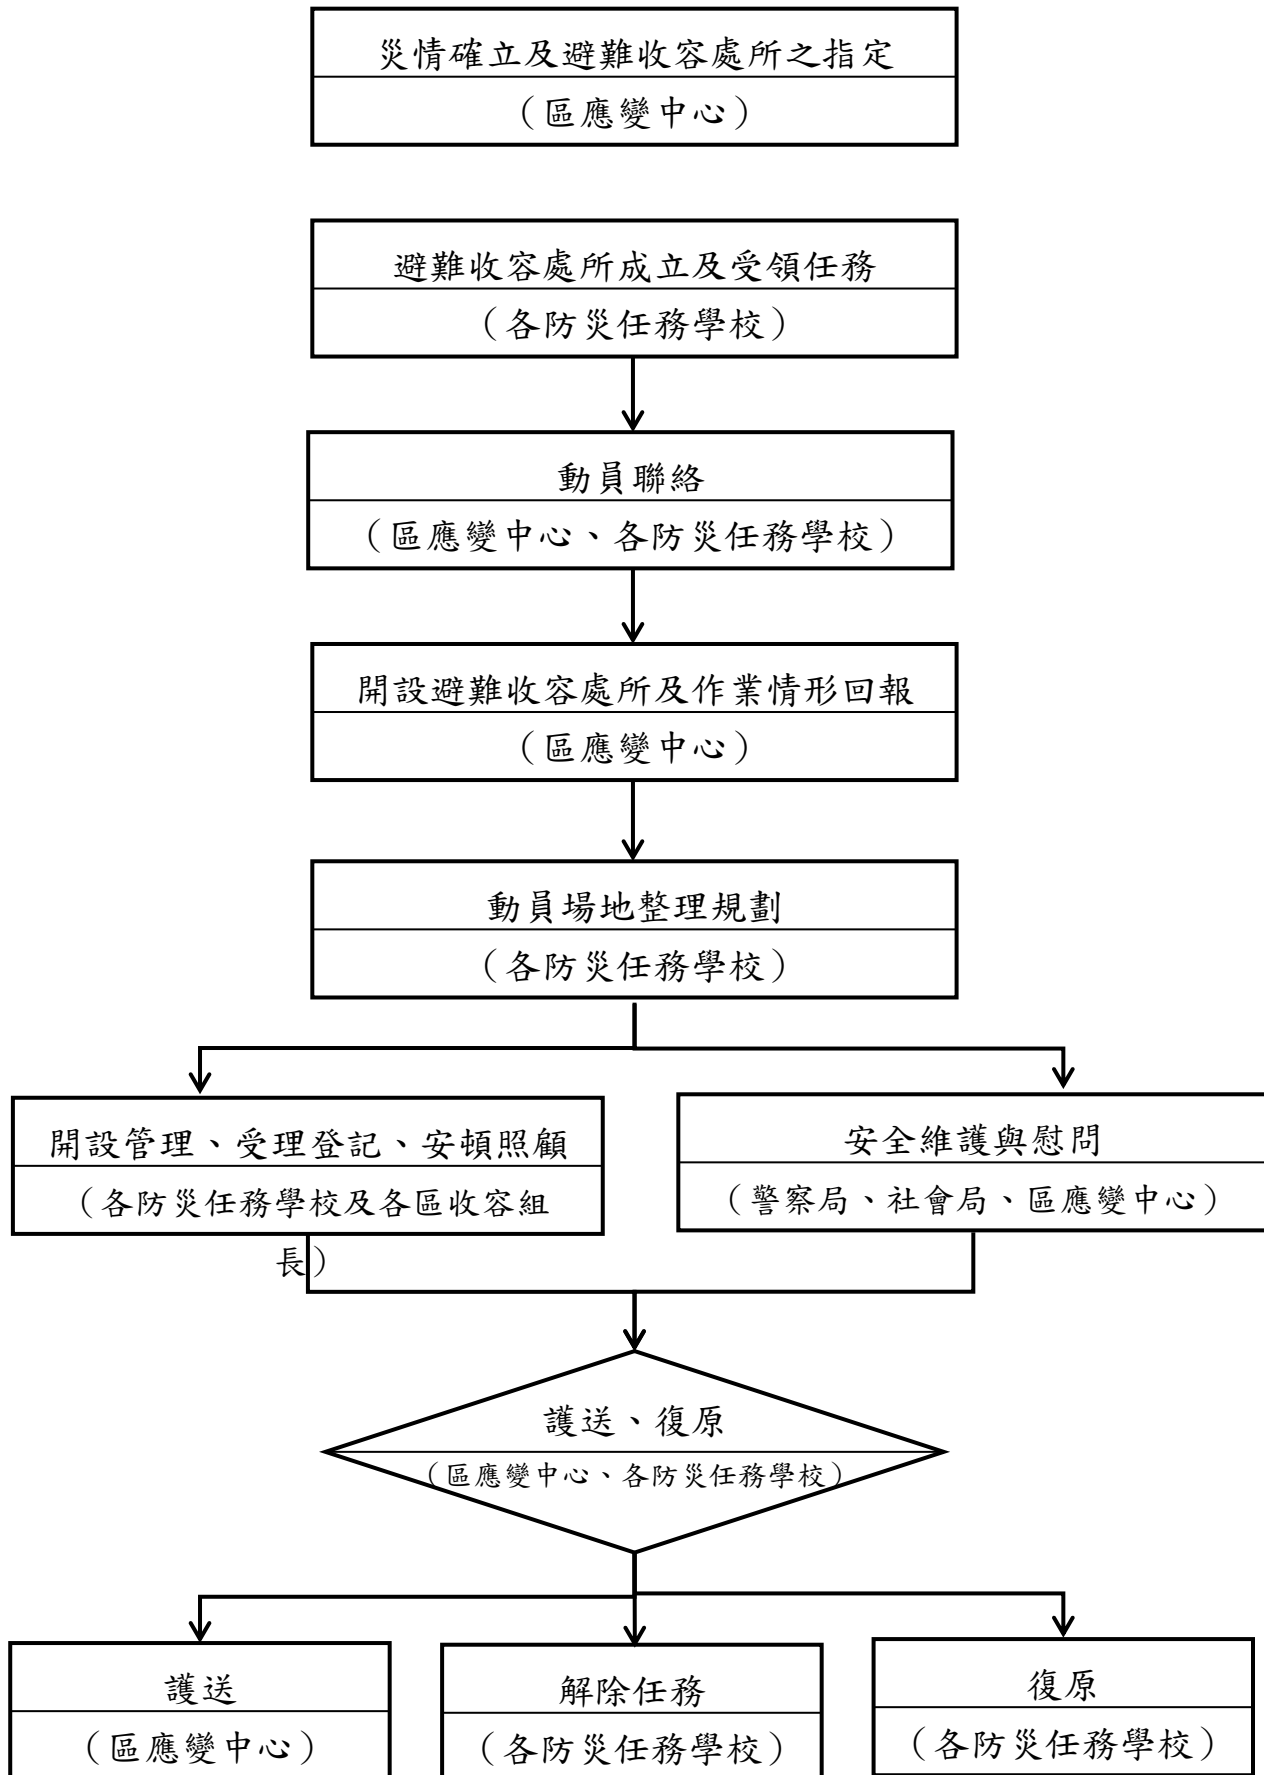 災情確立及避難收容處所之指定
（區應變中心）
避難收容處所成立及受領任務
（各防災任務學校）
動員聯絡
（區應變中心、各防災任務學校）
開設避難收容處所及作業情形回報
（區應變中心）
動員場地整理規劃
（各防災任務學校）
開設管理、受理登記、安頓照顧
（各防災任務學校及各區收容組
長）
安全維護與慰問
（警察局、社會局、區應變中心）
護送、復原
（區應變中心、各防災任務學校）
護送
（區應變中心）
解除任務
（各防災任務學校）
復原
（各防災任務學校）